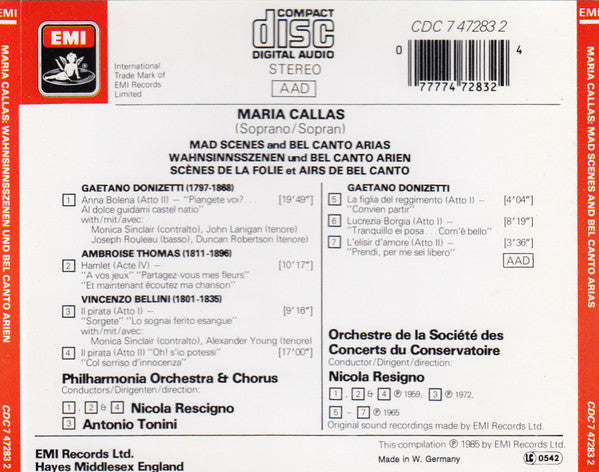 EMI
EMI
EMI
International
Trade Mark of
EMI Records
Limited
COMPACT
disc
DIGITAL AUDIO
STEREO
AAD
CDC 7 47283 2
0
4
77774 72832
MARIA CALLAS
(Soprano/Sopran)
MAD SCENES and BEL CANTO ARIAS
WAHNSINNSSZENEN und BEL CANTO ARIEN
SCÈNES DE LA FOLIE et AIRS DE BEL CANTO
GAETANO DONIZETTI (1797-1868)
1 Anna Bolena (Atto II) – "Piangete voi? . . [19'49"]
Al dolce guidami castel natio"
with/mit/avec:
Monica Sinclair (contralto), John Lanigan (tenore)
Joseph Rouleau (basso), Duncan Robertson (tenore)
AMBROISE THOMAS (1811-1896)
2 Hamlet (Acte IV) – [10'17"]
"A vos jeux" "Partagez-vous mes fleurs"
"Et maintenant écoutez ma chanson"
VINCENZO BELLINI (1801-1835)
3 Il pirata (Atto I) – [9'16"]
"Sorgete" "Lo sognai ferito esangue"
with/mit/avec:
Monica Sinclair (contralto), Alexander Young (tenore)
4 Il pirata (Atto II) "Oh! s'io potessi" [17'00"]
"Col sorriso d'innocenza"
Philharmonia Orchestra & Chorus
Conductors/Dirigenten/direction:
1, 2 & 4 Nicola Rescigno
3 Antonio Tonini
EMI Records Ltd.
Hayes Middlesex England
GAETANO DONIZETTI
5 La figlia del reggimento (Atto I) – [4'04"]
"Convien partir"
6 Lucrezia Borgia (Atto I) – [8'19"]
"Tranquillo ei posa . . Com'è bello"
7 L'elisir d'amore (Atto II) – [3'36"]
"Prendi, per me sei libero"
AAD
Orchestre de la Société des
Concerts du Conservatoire
Conductor/Dirigent/direction:
Nicola Resigno
1, 2 & 4 ℗ 1959, 3 ℗ 1972,
5 – 7 ℗ 1965
Original sound recordings made by EMI Records Ltd.
This compilation ℗ 1985 by EMI Records Ltd.
Made in W. Germany
LC 0542
MARIA CALLAS: WAHNSINNSSZENEN UND BEL CANTO ARIEN
CDC 7 47283 2
MARIA CALLAS: MAD SCENES AND BEL CANTO ARIAS
CDC 7 47283 2